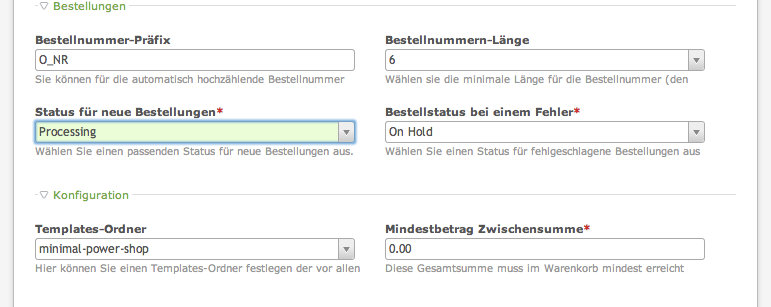 Bestellungen
Bestellnummer-Präfix
Bestellnummern-Länge
O_NR
6
Sie können für die automatisch hochzählende Bestellnummer
Wählen sie die minimale Länge für die Bestellnummer (den
Status für neue Bestellungen*
Bestellstatus bei einem Fehler*
Processing
On Hold
Wählen Sie einen passenden Status für neue Bestellungen aus.
Wählen Sie einen Status für fehlgeschlagene Bestellungen aus
Konfiguration
Templates-Ordner
Mindestbetrag Zwischensumme*
minimal-power-shop
0.00
Hier können Sie einen Templates-Ordner festlegen der vor allen
Diese Gesamtsumme muss im Warenkorb mindest erreicht